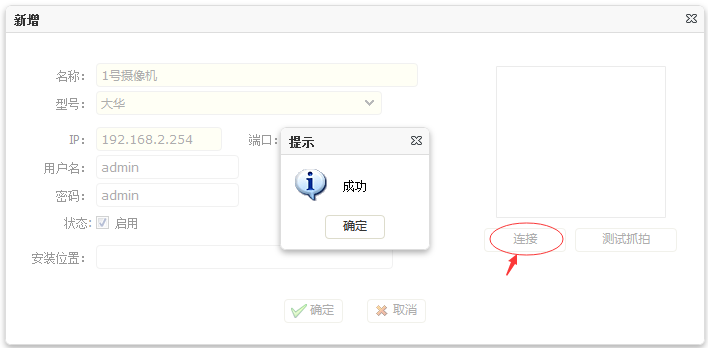 新增
名称： 1号摄像机
型号： 大华
IP： 192.168.2.254 端口：
用户名： admin
密码： admin
状态: 启用
安装位置：
提示
成功
确定
连接 测试抓拍
确定 取消